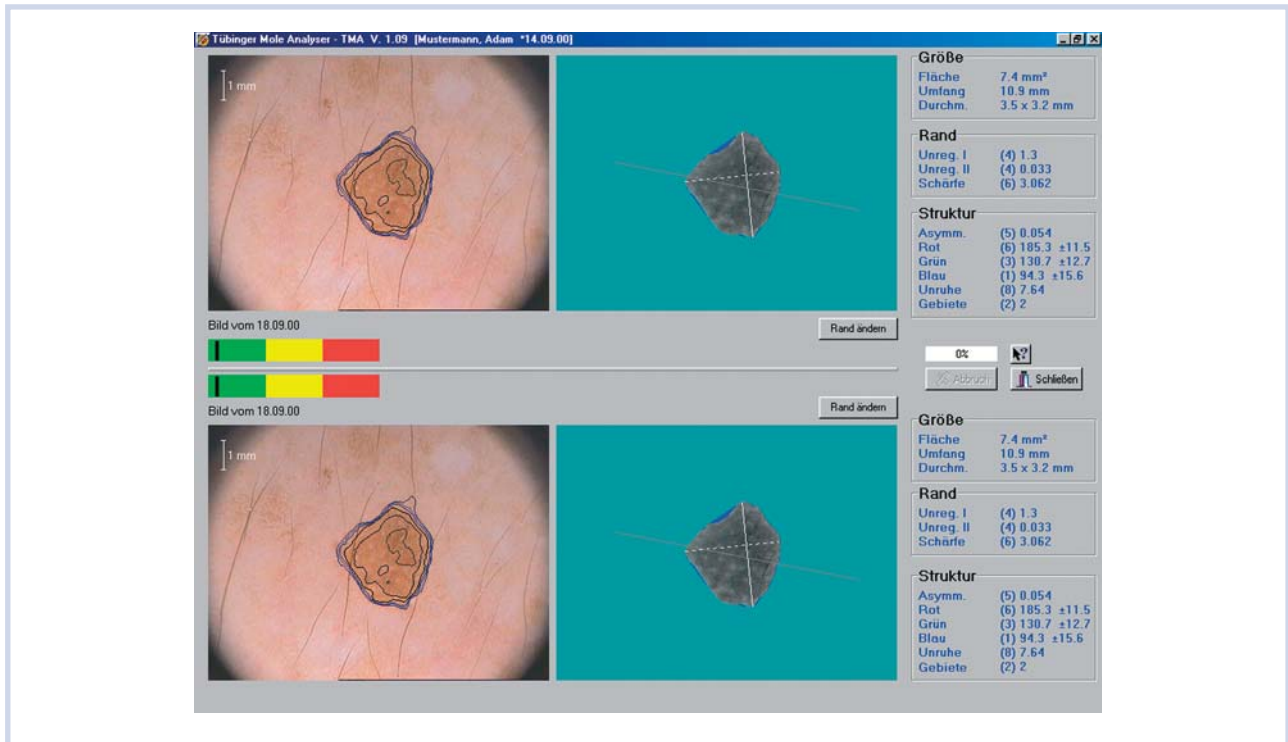 Tübinger Mole Analyser - TMA V. 1.09 [Mustermann, Adam *14.09.00]
1 mm
Größe
Fläche 7.4 mm²
Umfang 10.9 mm
Durchm. 3.5 x 3.2 mm
Rand
Unreg. I (4) 1.3
Unreg. II (4) 0.033
Schärfe (6) 3.062
Struktur
Asymm. (5) 0.054
Rot (6) 185.3 ±11.5
Grün (3) 130.7 ±12.7
Blau (1) 94.3 ±15.6
Unruhe (8) 7.64
Gebiete (2) 2
Bild vom 18.09.00
Rand ändern
0%
?
Abbruch
Schließen
Bild vom 18.09.00
Rand ändern
1 mm
Größe
Fläche 7.4 mm²
Umfang 10.9 mm
Durchm. 3.5 x 3.2 mm
Rand
Unreg. I (4) 1.3
Unreg. II (4) 0.033
Schärfe (6) 3.062
Struktur
Asymm. (5) 0.054
Rot (6) 185.3 ±11.5
Grün (3) 130.7 ±12.7
Blau (1) 94.3 ±15.6
Unruhe (8) 7.64
Gebiete (2) 2